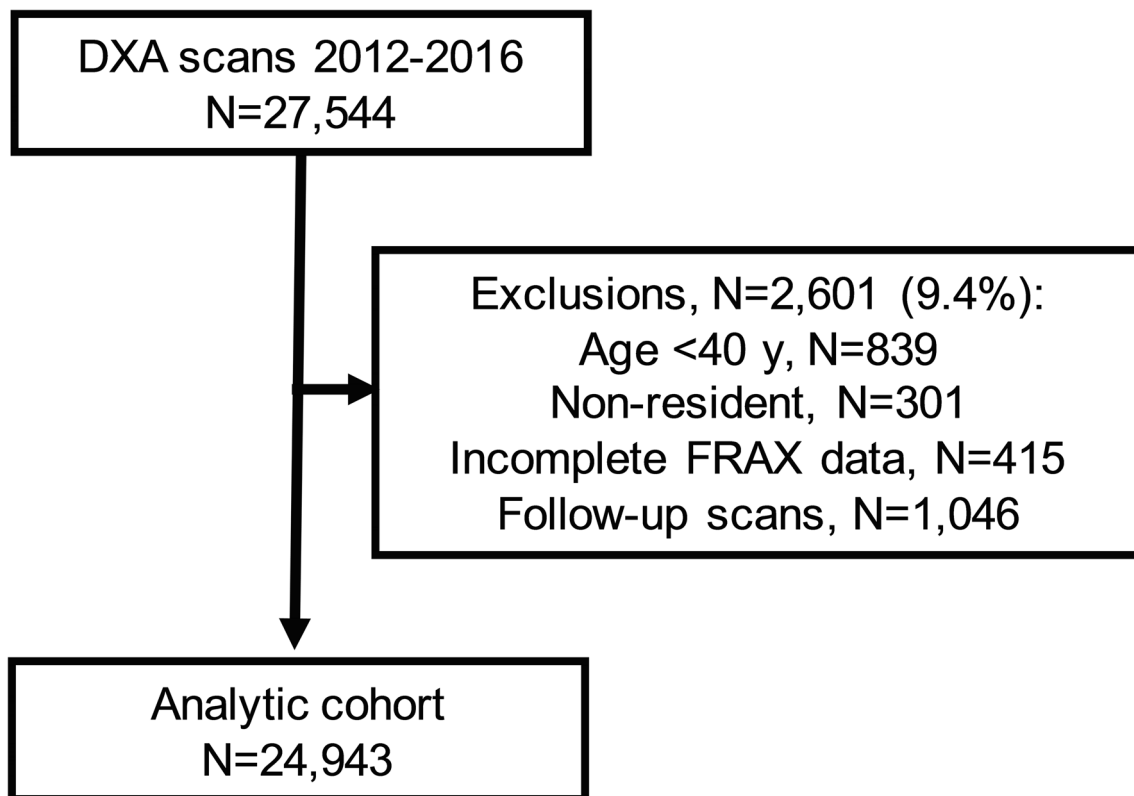 DXA scans 2012-2016
N=27,544
Exclusions, N=2,601 (9.4%):
Age <40 y, N=839
Non-resident, N=301
Incomplete FRAX data, N=415
Follow-up scans, N=1,046
Analytic cohort
N=24,943